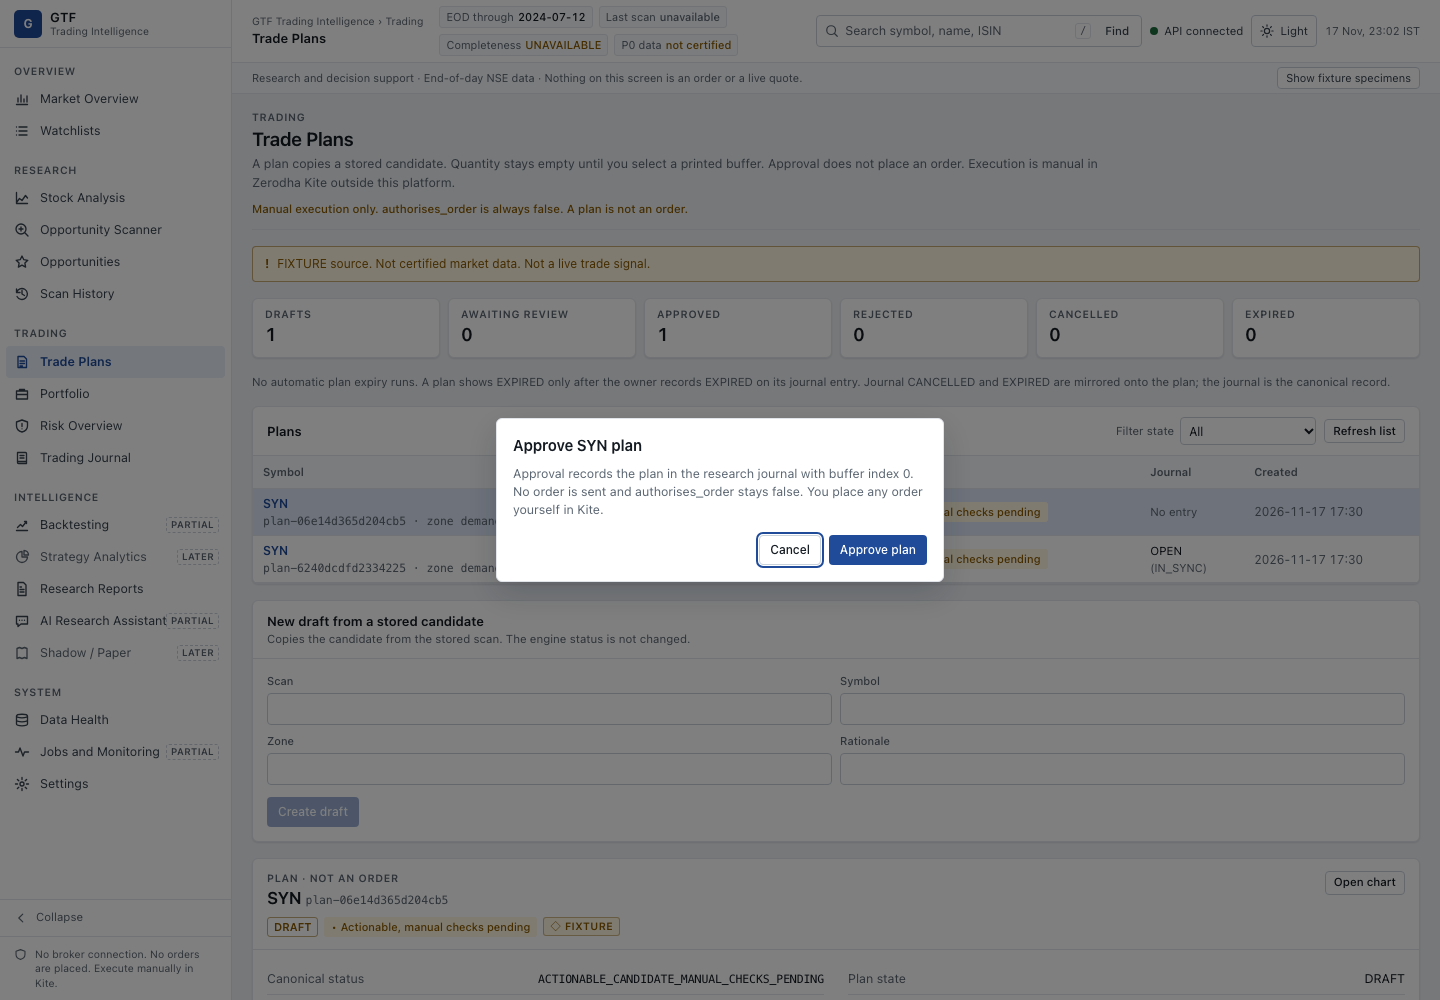 G
GTF
Trading Intelligence
OVERVIEW
Market Overview
Watchlists
RESEARCH
Stock Analysis
Opportunity Scanner
Opportunities
Scan History
TRADING
Trade Plans
Portfolio
Risk Overview
Trading Journal
INTELLIGENCE
Backtesting PARTIAL
Strategy Analytics LATER
Research Reports
AI Research Assistant PARTIAL
Shadow / Paper LATER
SYSTEM
Data Health
Jobs and Monitoring PARTIAL
Settings
Collapse
No broker connection. No orders
are placed. Execute manually in
Kite.
GTF Trading Intelligence › Trading
Trade Plans
EOD through 2024-07-12
Last scan unavailable
Completeness UNAVAILABLE
P0 data not certified
Search symbol, name, ISIN /
Find
API connected
Light
17 Nov, 23:02 IST
Research and decision support · End-of-day NSE data · Nothing on this screen is an order or a live quote.
Show fixture specimens
TRADING
Trade Plans
A plan copies a stored candidate. Quantity stays empty until you select a printed buffer. Approval does not place an order. Execution is manual in
Zerodha Kite outside this platform.
Manual execution only. authorises_order is always false. A plan is not an order.
! FIXTURE source. Not certified market data. Not a live trade signal.
DRAFTS
1
AWAITING REVIEW
0
APPROVED
1
REJECTED
0
CANCELLED
0
EXPIRED
0
No automatic plan expiry runs. A plan shows EXPIRED only after the owner records EXPIRED on its journal entry. Journal CANCELLED and EXPIRED are mirrored onto the plan; the journal is the canonical record.
Plans
Filter state
All
Refresh list
Symbol Journal Created
SYN
plan-06e14d365d204cb5 · zone deman
al checks pending No entry 2026-11-17 17:30
SYN
plan-6240dcdfd2334225 · zone deman
al checks pending OPEN
(IN_SYNC) 2026-11-17 17:30
Approve SYN plan
Approval records the plan in the research journal with buffer index 0.
No order is sent and authorises_order stays false. You place any order
yourself in Kite.
Cancel
Approve plan
New draft from a stored candidate
Copies the candidate from the stored scan. The engine status is not changed.
Scan
Symbol
Zone
Rationale
Create draft
PLAN · NOT AN ORDER
SYN plan-06e14d365d204cb5
Open chart
DRAFT
• Actionable, manual checks pending
◇ FIXTURE
Canonical status ACTIONABLE_CANDIDATE_MANUAL_CHECKS_PENDING
Plan state DRAFT